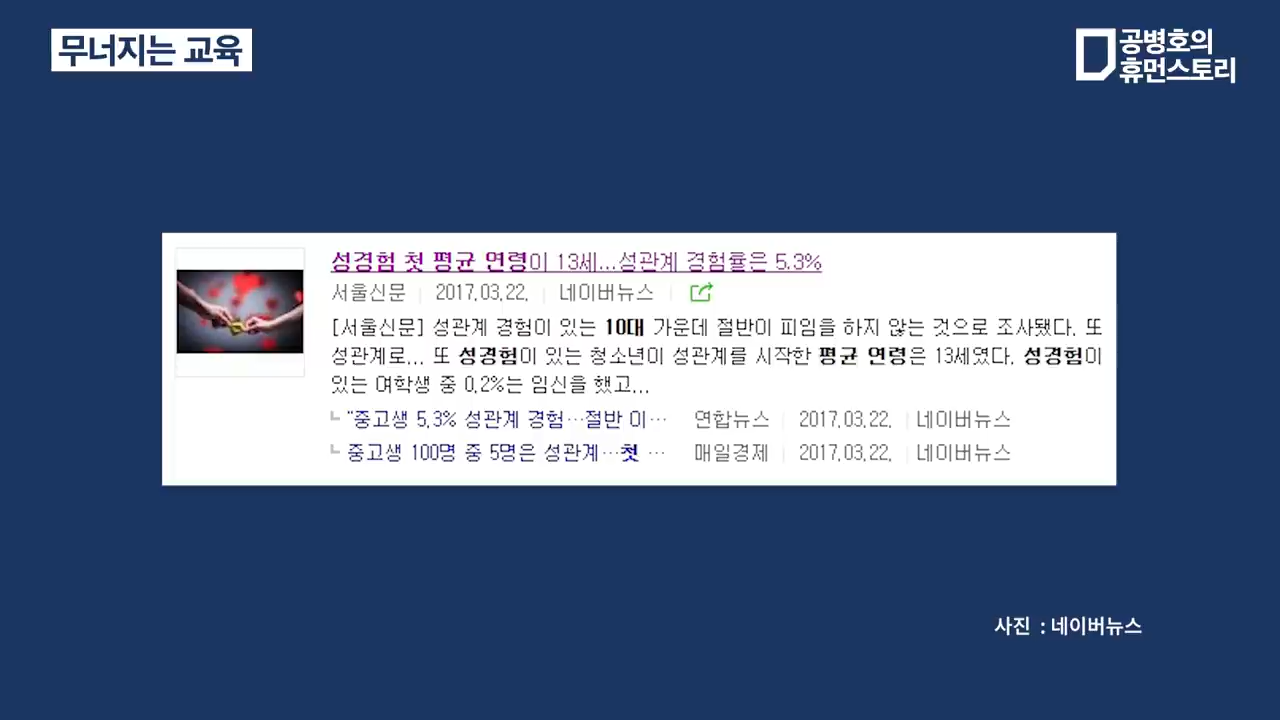 무너지는 교육
공병호의
휴먼스토리
성경험 첫 평균 연령이 13세...성관계 경험률은 5.3%
서울신문 | 2017.03.22. | 네이버뉴스 |
[서울신문] 성관계 경험이 있는 10대 가운데 절반이 피임을 하지 않는 것으로 조사됐다. 또
성관계로... 또 성경험이 있는 청소년이 성관계를 시작한 평균 연령은 13세였다. 성경험이
있는 여학생 중 0.2%는 임신을 했고...
"중고생 5.3% 성관계 경험…절반 이… 연합뉴스 | 2017.03.22. | 네이버뉴스
중고생 100명 중 5명은 성관계…첫 … 매일경제 | 2017.03.22. | 네이버뉴스
사진 : 네이버뉴스